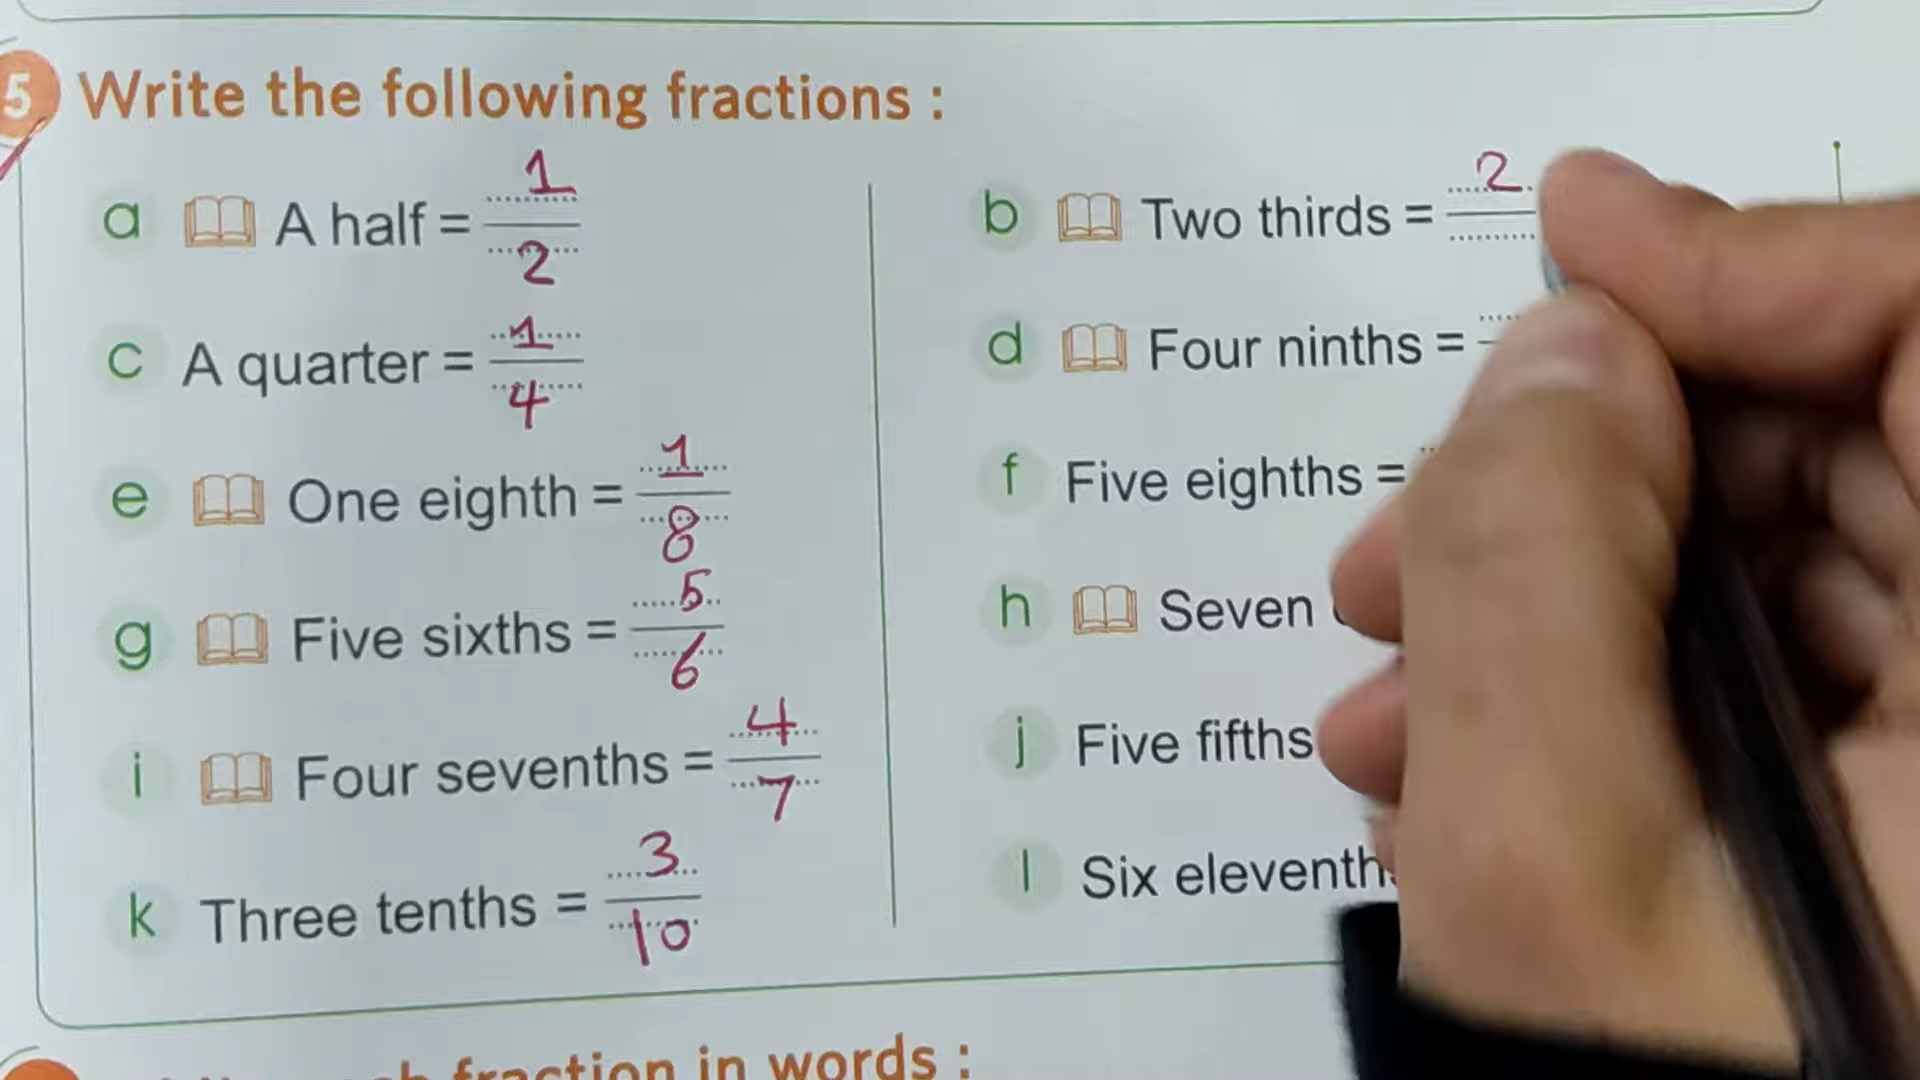 5 Write the following fractions :
a A half = 1/2
b Two thirds = 2
c A quarter = 1/4
d Four ninths =
e One eighth = 1/8
f Five eighths =
g Five sixths = 5/6
h Seven
i Four sevenths = 4/7
j Five fifths
k Three tenths = 3/10
l Six eleventh
fraction in words :